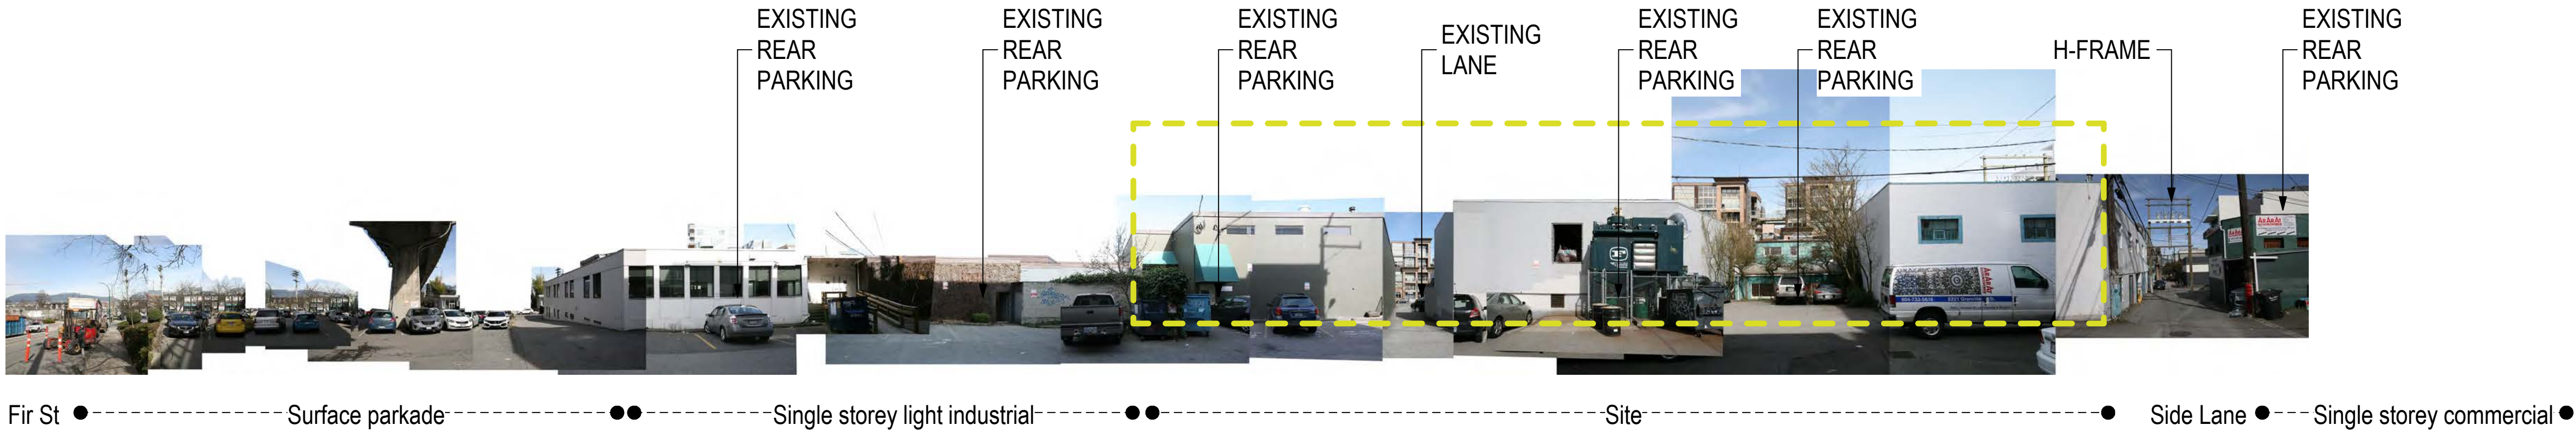 EXISTING
REAR
PARKING
EXISTING
REAR
PARKING
EXISTING
REAR
PARKING
EXISTING
LANE
EXISTING
REAR
PARKING
EXISTING
REAR
PARKING
H-FRAME
EXISTING
REAR
PARKING
Fir St
Surface parkade
Single storey light industrial
Site
Side Lane
Single storey commercial